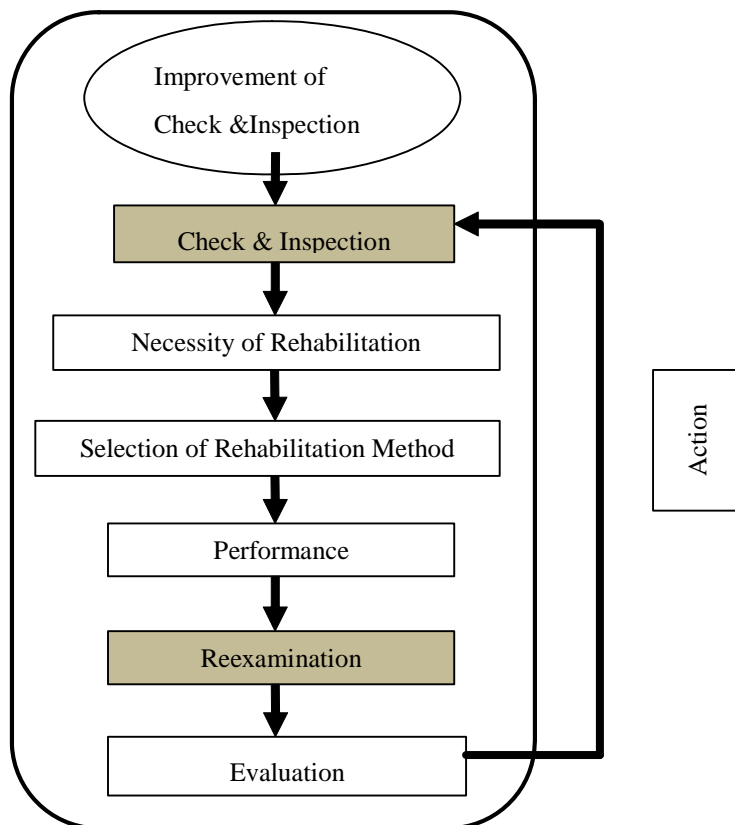 Improvement of
Check &Inspection
Check & Inspection
Necessity of Rehabilitation
Selection of Rehabilitation Method
Performance
Reexamination
Evaluation
Action